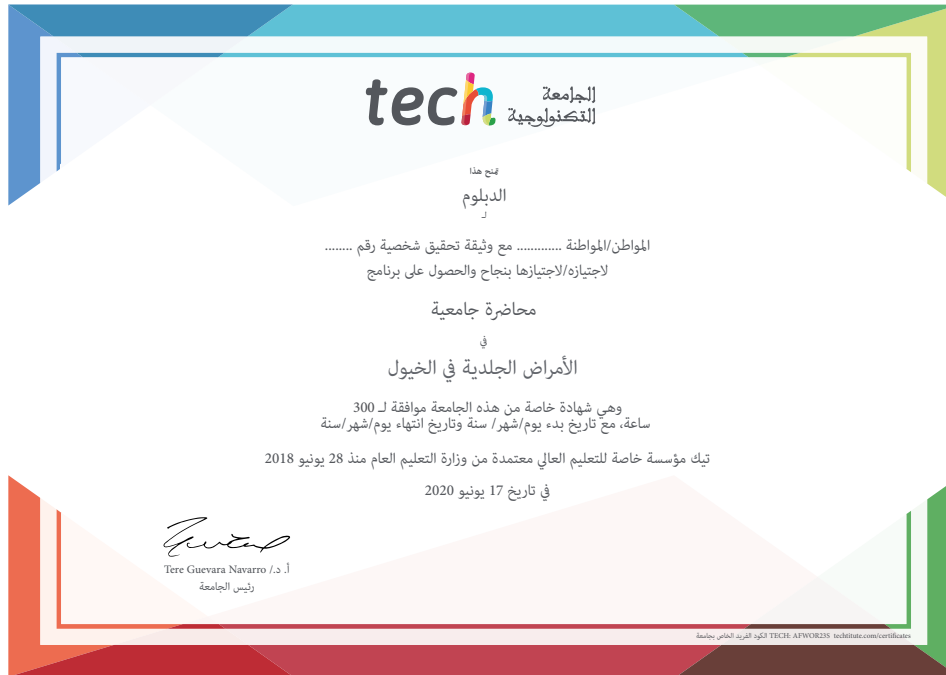 tech الجامعة
التكنولوجية
تمنح هذا
الدبلوم
لـ
المواطن/المواطنة ............. مع وثيقة تحقيق شخصية رقم ........
لاجتيازه/لاجتيازها بنجاح والحصول على برنامج
محاضرة جامعية
في
الأمراض الجلدية في الخيول
وهي شهادة خاصة من هذه الجامعة موافقة لـ 300
ساعة، مع تاريخ بدء يوم/شهر/ سنة وتاريخ انتهاء يوم/شهر/سنة
تيك مؤسسة خاصة للتعليم العالي معتمدة من وزارة التعليم العام منذ 28 يونيو 2018
في تاريخ 17 يونيو 2020
أ. د./ Tere Guevara Navarro
رئيس الجامعة
الكود الفريد الخاص بجامعة TECH: AFWOR23S techtitute.com/certificates